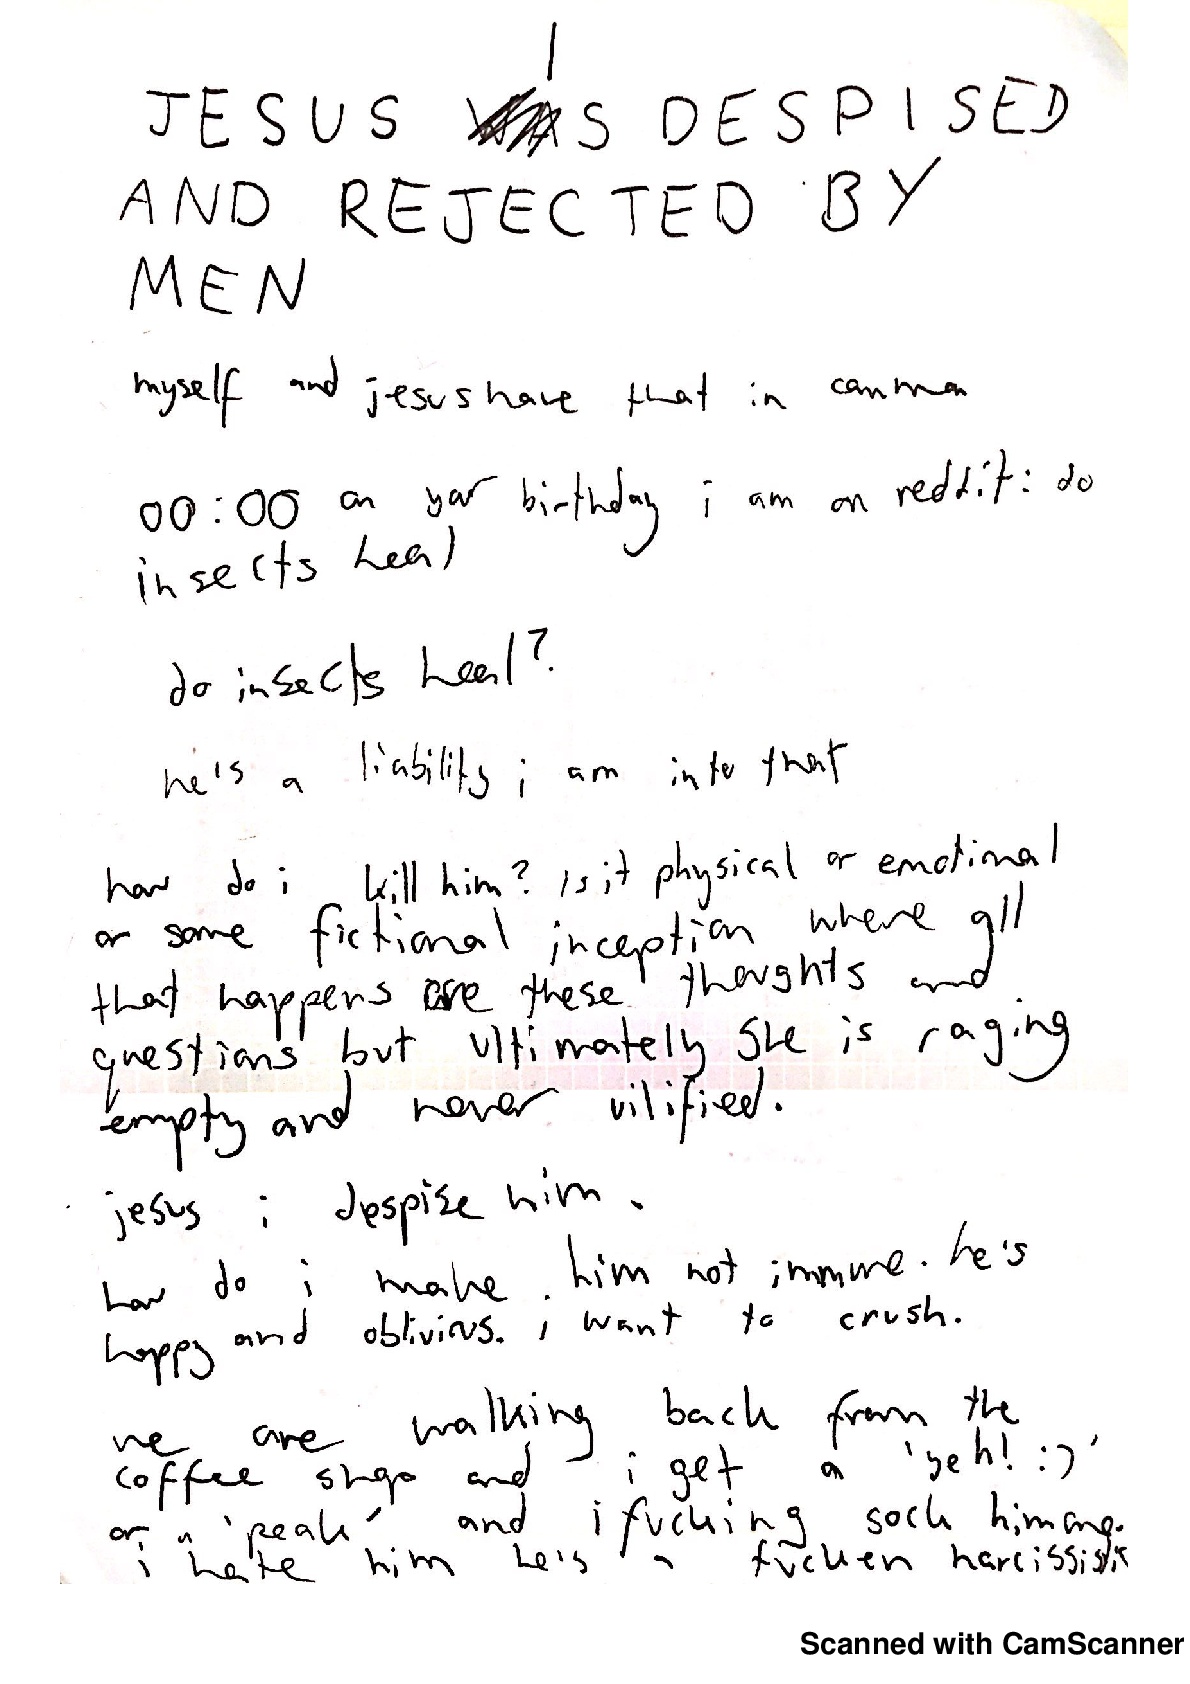 I
JESUS WAS DESPISED
AND REJECTED BY
MEN
myself and jesus have that in common
00:00 on your birthday i am on reddit: do
insects heal
do insects heal?
he's a liability i am into that
how do i kill him? is it physical or emotional
or some fictional inception where all
that happens are these thoughts and
questions but ultimately she is raging
empty and never vilified.
jesus i despise him.
how do i make him not immune. he's
happy and oblivious. i want to crush.
we are walking back from the
coffee shop and i get a 'yeh! :)'
or a 'peak' and i fucking sock him one.
i hate him he's a fucken narcissistic
Scanned with CamScanner